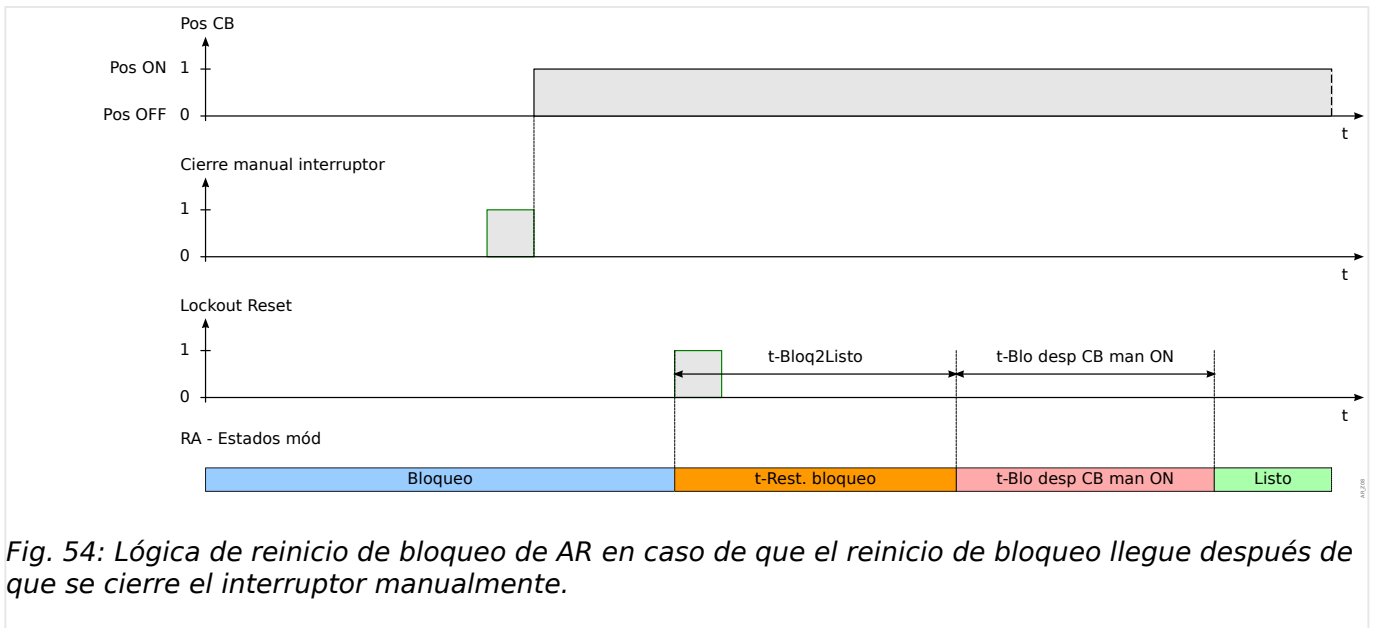 Pos CB
Pos ON 1
Pos OFF 0
t
Cierre manual interruptor
1
0
t
Lockout Reset
1
t-Bloq2Listo t-Blo desp CB man ON
0
t
RA - Estados mód
Bloqueo t-Rest. bloqueo t-Blo desp CB man ON Listo
Fig. 54: Lógica de reinicio de bloqueo de AR en caso de que el reinicio de bloqueo llegue después de
que se cierre el interruptor manualmente.